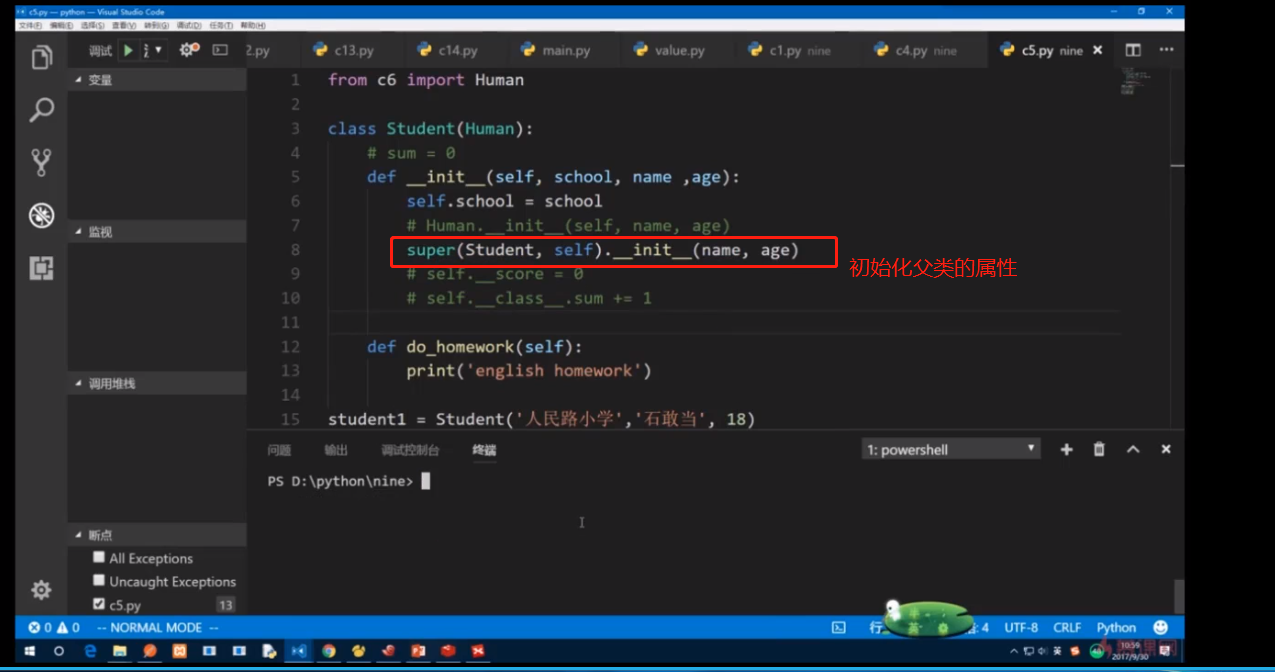 c5.py — python — Visual Studio Code
文件(F) 编辑(E) 选择(S) 查看(V) 转到(G) 调试(D) 任务(T) 帮助(H)
调试 2.py c13.py c14.py main.py value.py c1.py nine c4.py nine c5.py nine
变量
监视
调用堆栈
断点
All Exceptions
Uncaught Exceptions
c5.py 13
1 from c6 import Human
2
3 class Student(Human):
4 # sum = 0
5 def __init__(self, school, name ,age):
6 self.school = school
7 # Human.__init__(self, name, age)
8 super(Student, self).__init__(name, age)
初始化父类的属性
9 # self.__score = 0
10 # self.__class__.sum += 1
11
12 def do_homework(self):
13 print('english homework')
14
15 student1 = Student('人民路小学','石敢当', 18)
问题 输出 调试控制台 终端 1: powershell
PS D:\python\nine>
0 0 -- NORMAL MODE -- 行 4 UTF-8 CRLF Python
英 10:59
2017/9/30